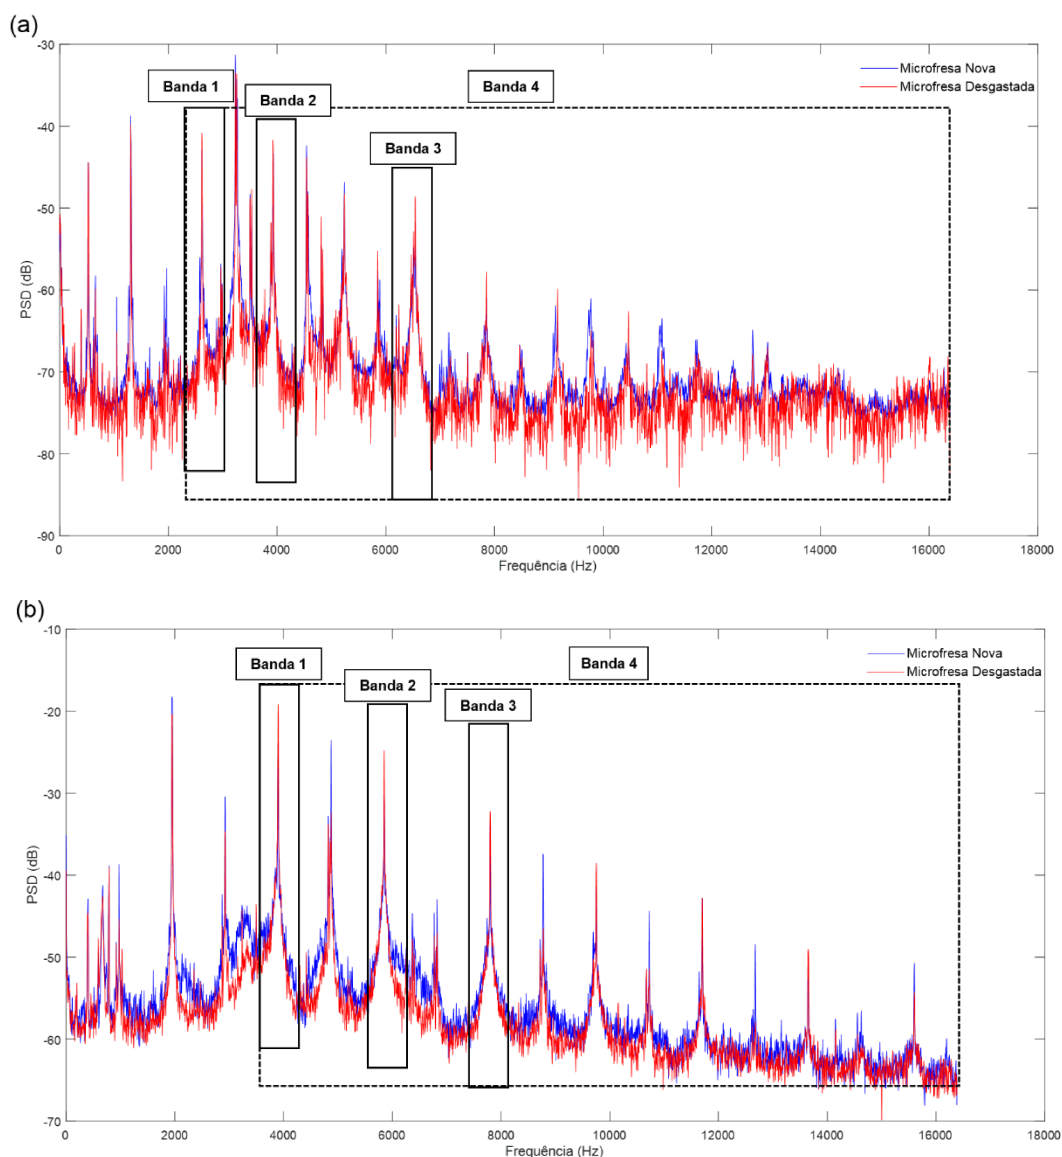 (a)
-30
Banda 1
Banda 2
Banda 4
Microfresa Nova
Microfresa Desgastada
-40
Banda 3
-50
PSD (dB)
-60
-70
-80
-90
0 2000 4000 6000 8000 10000 12000 14000 16000 18000
Frequência (Hz)
(b)
-10
Banda 1
Banda 2
Banda 3
Banda 4
Microfresa Nova
Microfresa Desgastada
-20
-30
PSD (dB)
-40
-50
-60
-70
0 2000 4000 6000 8000 10000 12000 14000 16000 18000
Frequência (Hz)